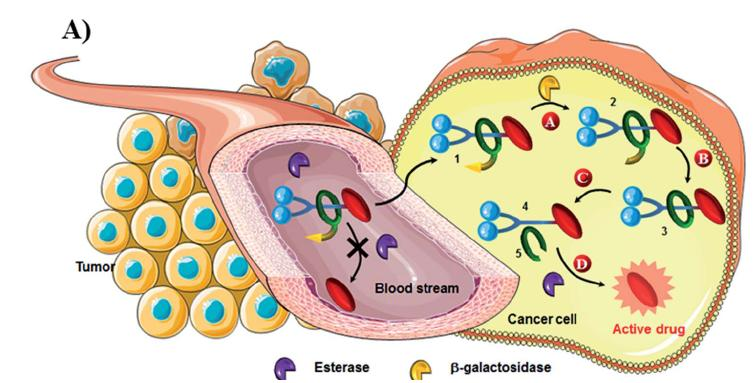 A)
2
A
1
B
C
4
3
5
D
Tumor
Blood stream
Cancer cell
Active drug
Esterase
β-galactosidase